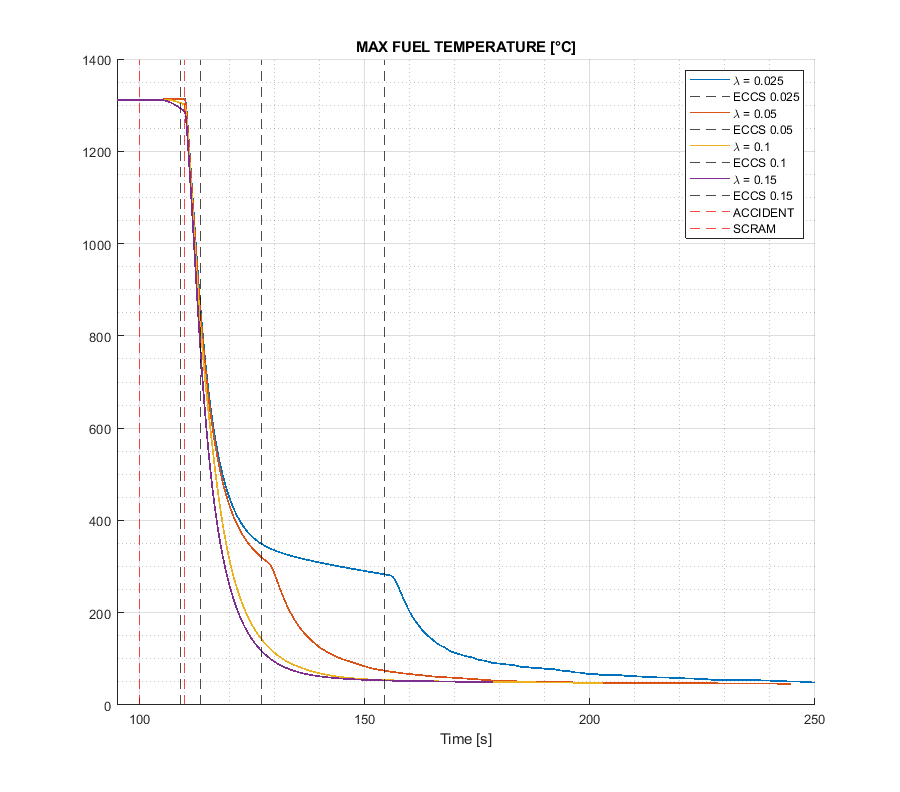 MAX FUEL TEMPERATURE [°C]
1400
1200
1000
800
600
400
200
0
100
150
200
250
Time [s]
λ = 0.025
ECCS 0.025
λ = 0.05
ECCS 0.05
λ = 0.1
ECCS 0.1
λ = 0.15
ECCS 0.15
ACCIDENT
SCRAM